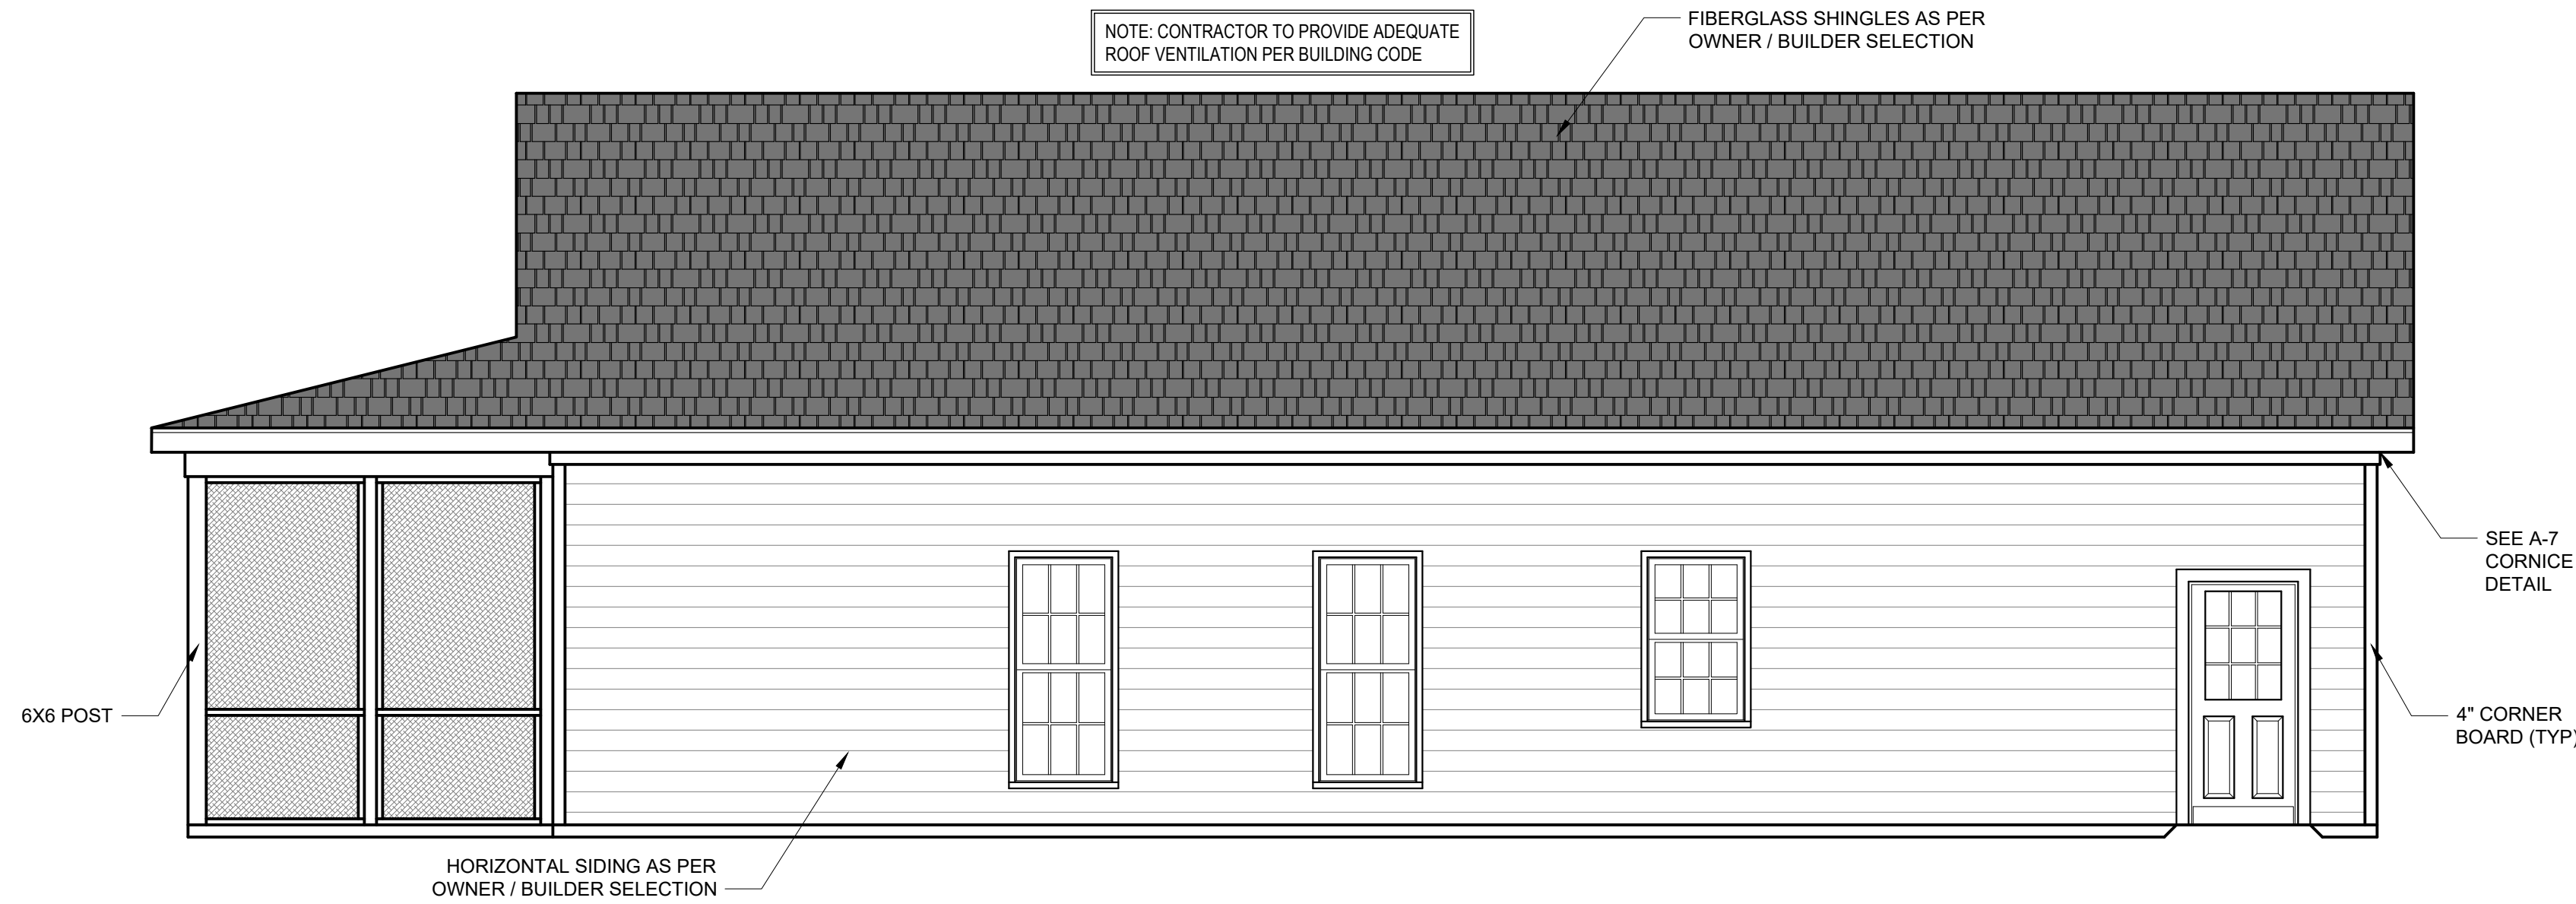 NOTE: CONTRACTOR TO PROVIDE ADEQUATE
ROOF VENTILATION PER BUILDING CODE
FIBERGLASS SHINGLES AS PER
OWNER / BUILDER SELECTION
SEE A-7
CORNICE
DETAIL
6X6 POST
4" CORNER
BOARD (TYP)
HORIZONTAL SIDING AS PER
OWNER / BUILDER SELECTION